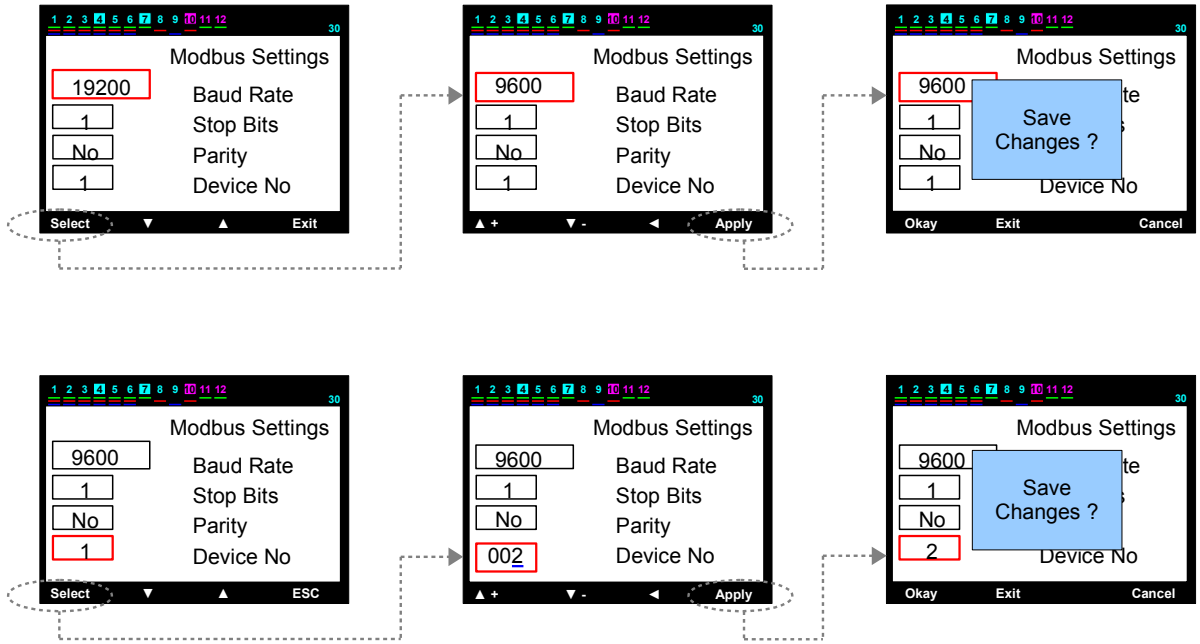 1 2 3 4 5 6 7 8 9 10 11 12
30
Modbus Settings
19200 Baud Rate
1 Stop Bits
No Parity
1 Device No
Select ▼ ▲ Exit
1 2 3 4 5 6 7 8 9 10 11 12
30
Modbus Settings
9600 Baud Rate
1 Stop Bits
No Parity
1 Device No
▲ + ▼ - ◄ Apply
1 2 3 4 5 6 7 8 9 10 11 12
30
Modbus Settings
9600 te
1 s
No
1 Device No
Save
Changes ?
Okay Exit Cancel
1 2 3 4 5 6 7 8 9 10 11 12
30
Modbus Settings
9600 Baud Rate
1 Stop Bits
No Parity
1 Device No
Select ▼ ▲ ESC
1 2 3 4 5 6 7 8 9 10 11 12
30
Modbus Settings
9600 Baud Rate
1 Stop Bits
No Parity
002 Device No
▲ + ▼ - ◄ Apply
1 2 3 4 5 6 7 8 9 10 11 12
30
Modbus Settings
9600 te
1 s
No
2 Device No
Save
Changes ?
Okay Exit Cancel